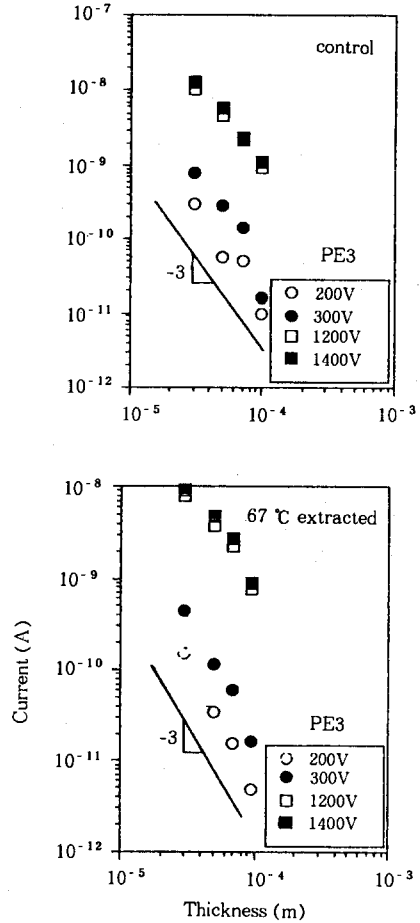 10⁻⁷
control
10⁻⁸
10⁻⁹
10⁻¹⁰
-3
PE3
10⁻¹¹
200V
300V
1200V
1400V
10⁻¹²
10⁻⁵
10⁻⁴
10⁻³
10⁻⁸
67 ℃ extracted
10⁻⁹
Current (A)
10⁻¹⁰
-3
PE3
10⁻¹¹
200V
300V
1200V
1400V
10⁻¹²
10⁻⁵
10⁻⁴
10⁻³
Thickness (m)